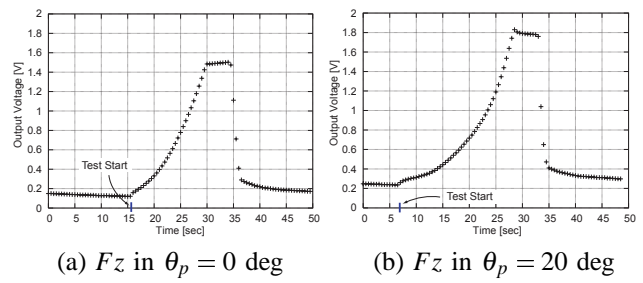 2
1.8
1.6
1.4
1.2
1
0.8
0.6
0.4
0.2
0
Output Voltage [V]
Test Start
0 5 10 15 20 25 30 35 40 45 50
Time [sec]
(a) Fz in θp = 0 deg
2
1.8
1.6
1.4
1.2
1
0.8
0.6
0.4
0.2
0
Output Voltage [V]
Test Start
0 5 10 15 20 25 30 35 40 45 50
Time [sec]
(b) Fz in θp = 20 deg